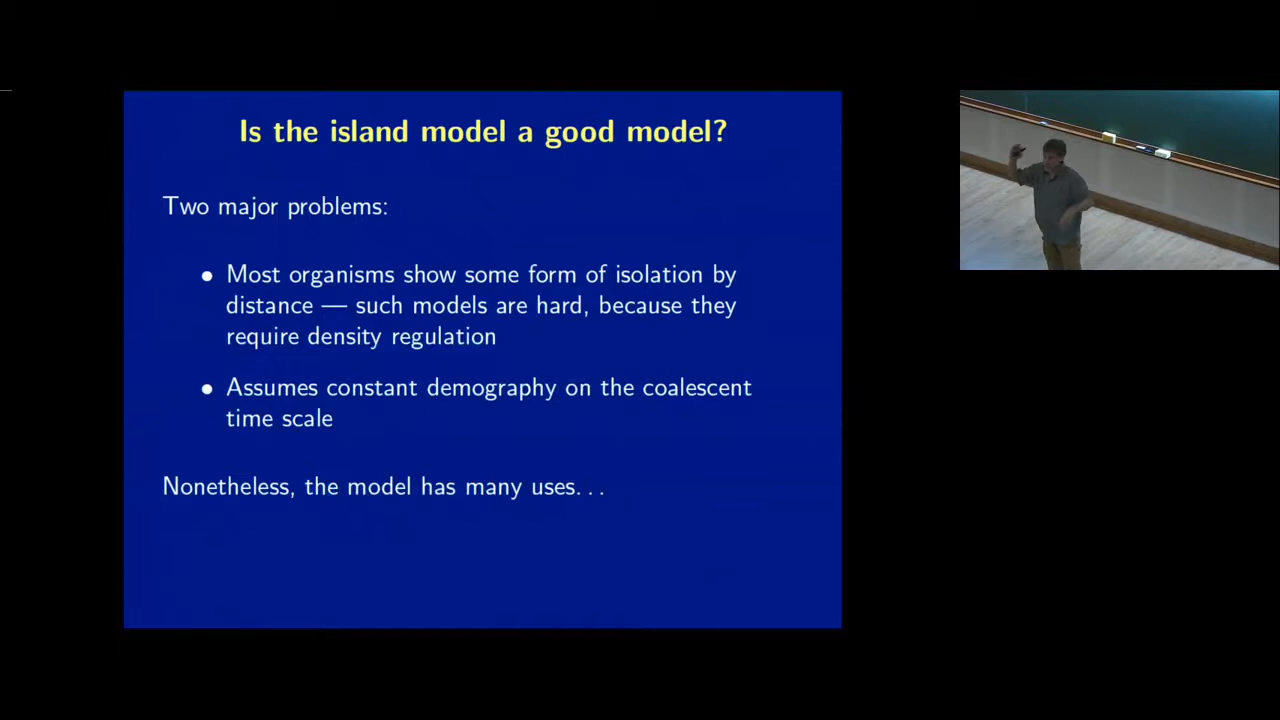 Is the island model a good model?
Two major problems:
• Most organisms show some form of isolation by
distance — such models are hard, because they
require density regulation
• Assumes constant demography on the coalescent
time scale
Nonetheless, the model has many uses. . .